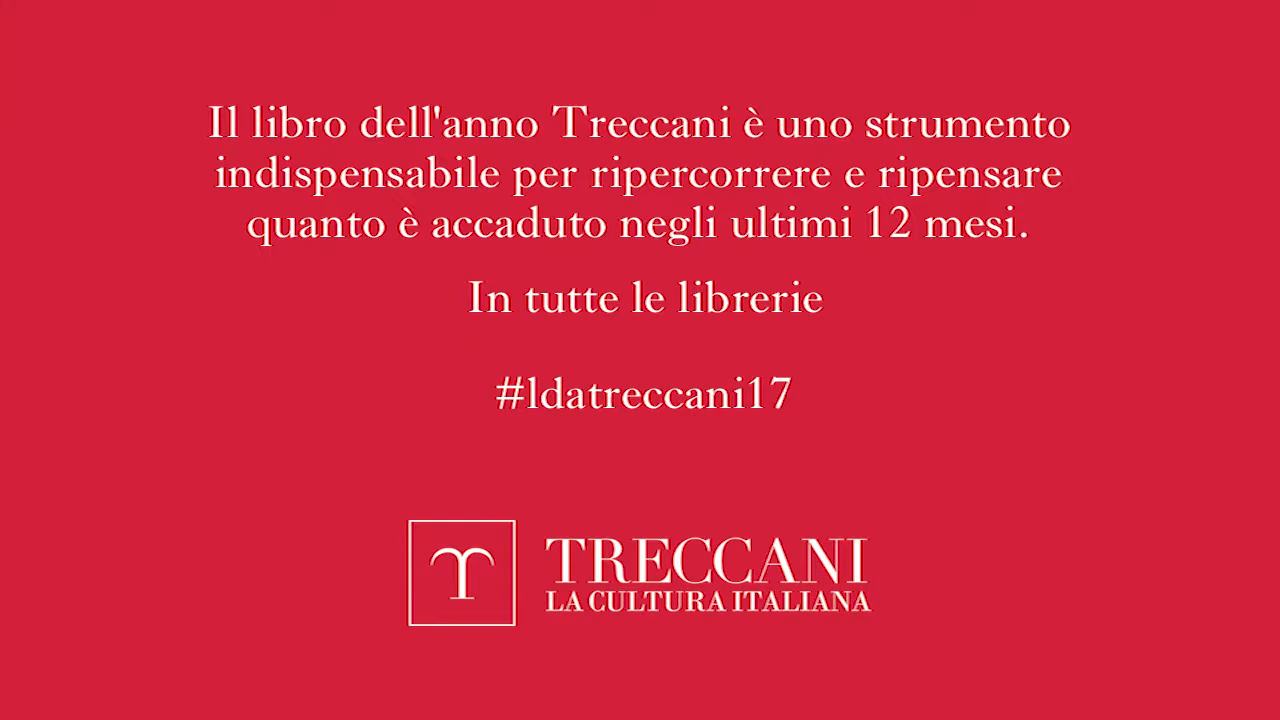 Il libro dell'anno Treccani è uno strumento
indispensabile per ripercorrere e ripensare
quanto è accaduto negli ultimi 12 mesi.
In tutte le librerie
#ldatreccani17
TRECCANI
LA CULTURA ITALIANA